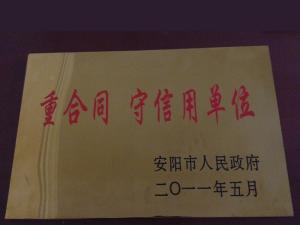 重合同 守信用单位
安阳市人民政府
二〇一一年五月